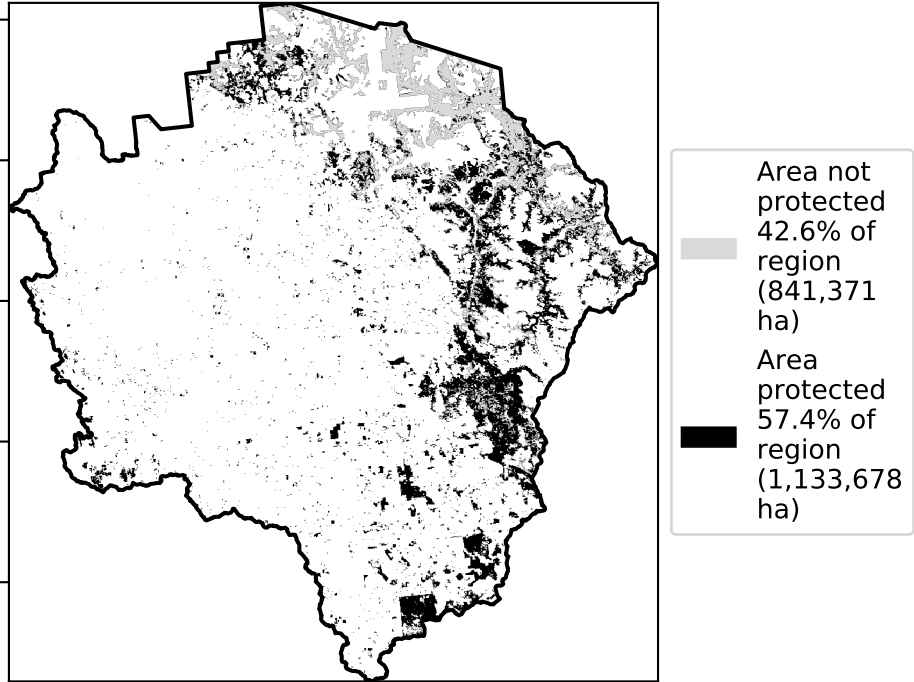 Area not
protected
42.6% of
region
(841,371
ha)
Area
protected
57.4% of
region
(1,133,678
ha)